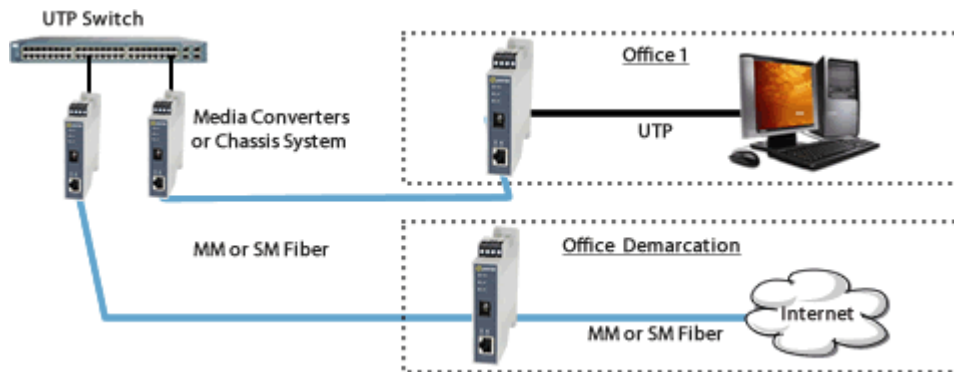 UTP Switch
Media Converters
or Chassis System
Office 1
UTP
MM or SM Fiber
Office Demarcation
Internet
MM or SM Fiber